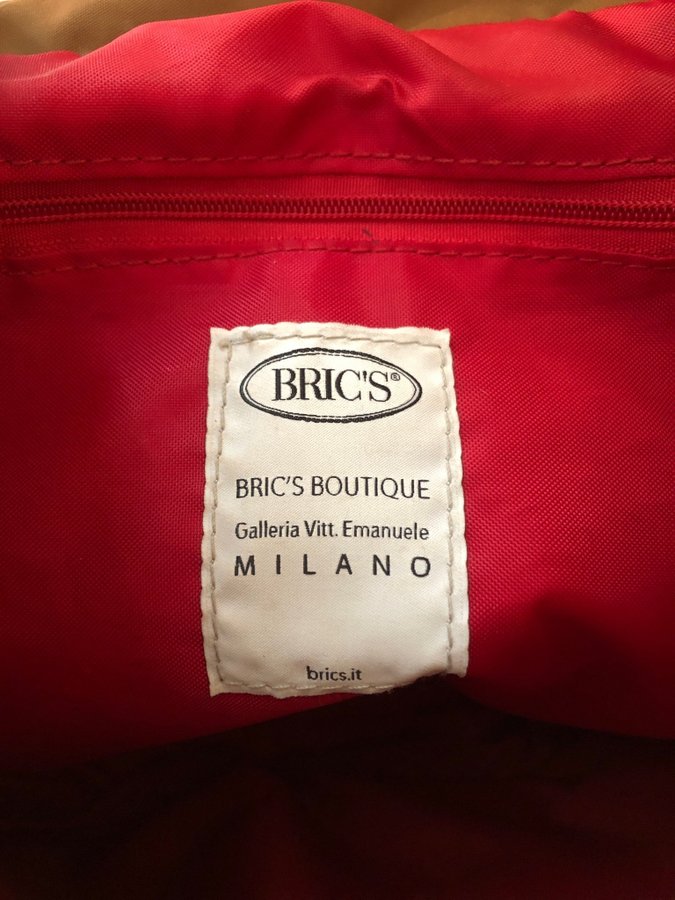 BRIC'S®
BRIC'S BOUTIQUE
Galleria Vitt. Emanuele
MILANO
brics.it